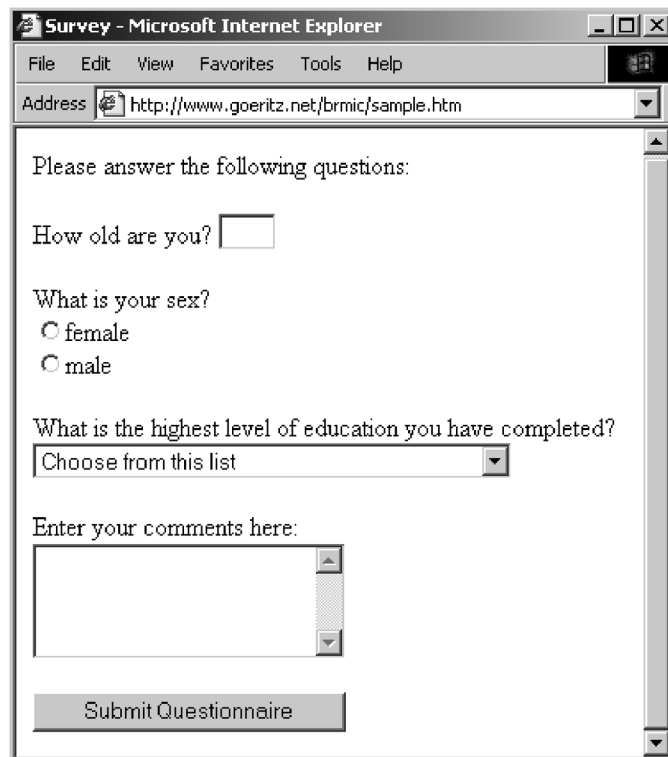 Survey - Microsoft Internet Explorer
File Edit View Favorites Tools Help
Address http://www.goeritz.net/brmic/sample.htm
Please answer the following questions:
How old are you?
What is your sex?
female
male
What is the highest level of education you have completed?
Choose from this list
Enter your comments here:
Submit Questionnaire